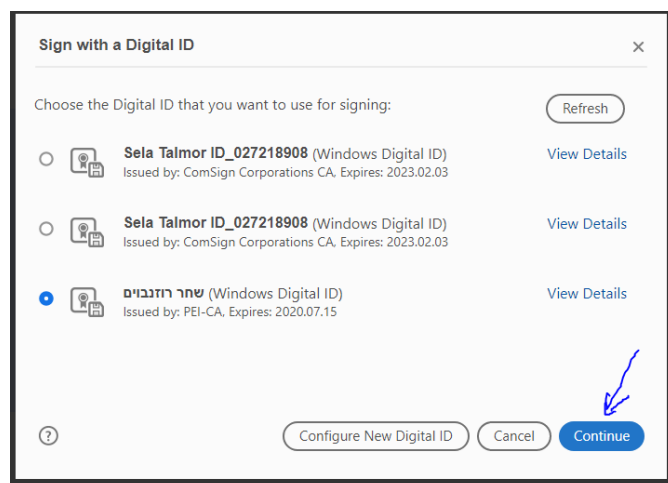 Sign with a Digital ID
Choose the Digital ID that you want to use for signing:
Refresh
Sela Talmor ID_027218908 (Windows Digital ID)
View Details
Issued by: ComSign Corporations CA, Expires: 2023.02.03
Sela Talmor ID_027218908 (Windows Digital ID)
View Details
Issued by: ComSign Corporations CA, Expires: 2023.02.03
שחר רוזנבוים (Windows Digital ID)
View Details
Issued by: PEI-CA, Expires: 2020.07.15
?
Configure New Digital ID
Cancel
Continue